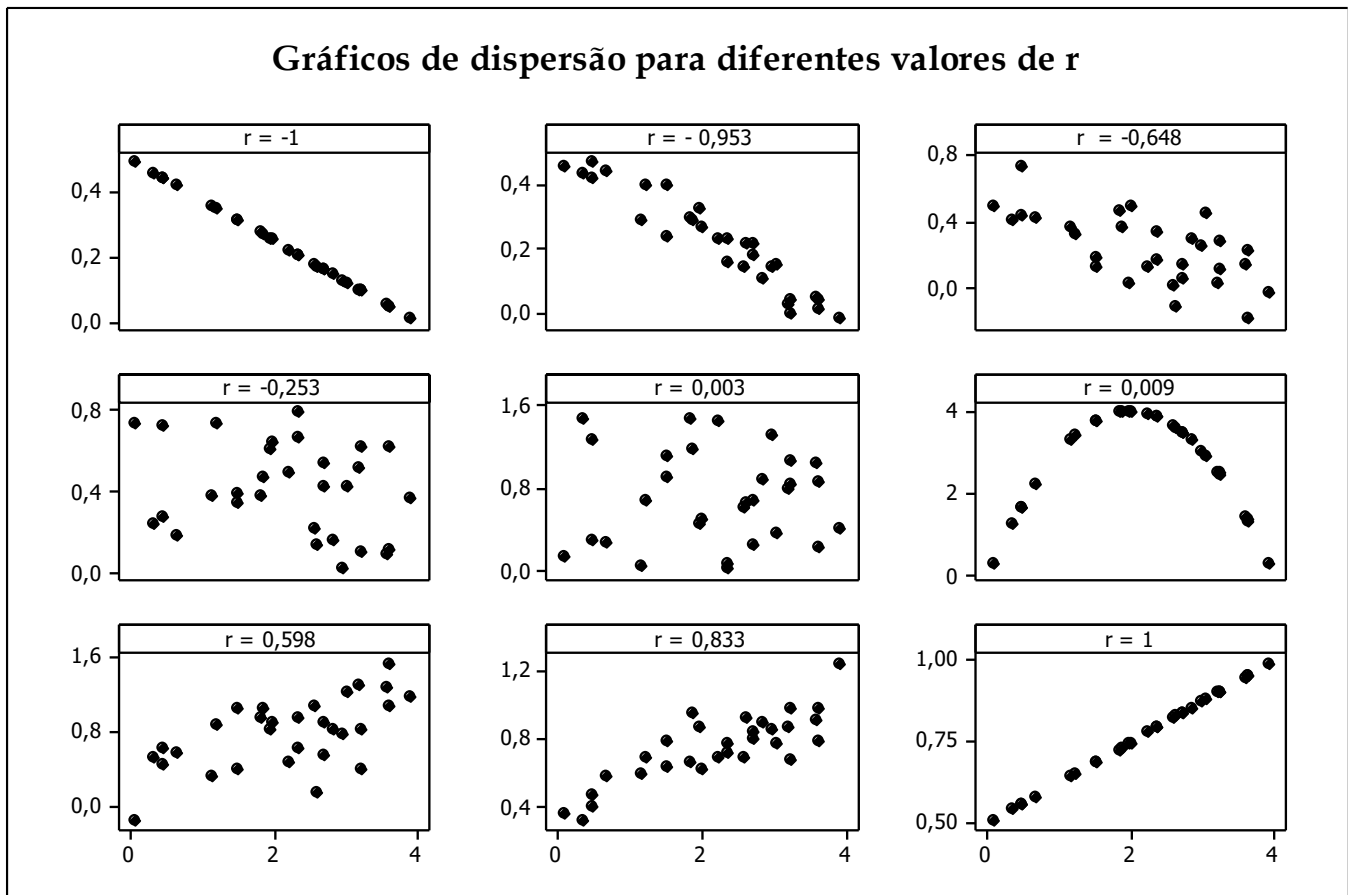 Gráficos de dispersão para diferentes valores de r
r = -1
r = - 0,953
r = -0,648
0,4
0,2
0,0
0,4
0,2
0,0
0,8
0,4
0,0
r = -0,253
r = 0,003
r = 0,009
0,8
0,4
0,0
1,6
0,8
0,0
4
2
0
r = 0,598
r = 0,833
r = 1
1,6
0,8
0,0
1,2
0,8
0,4
1,00
0,75
0,50
0 2 4
0 2 4
0 2 4